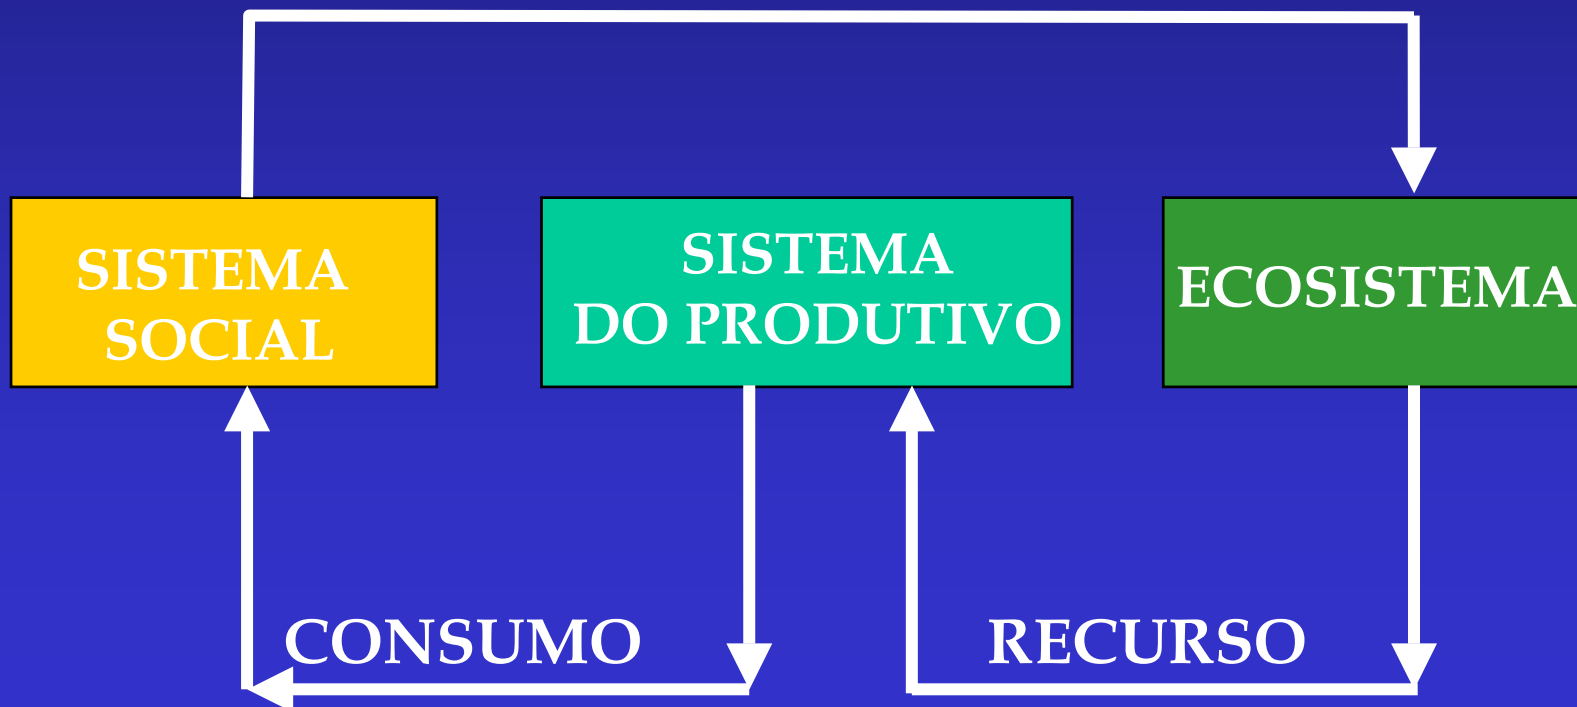 SISTEMA
SOCIAL
SISTEMA
DO PRODUTIVO
ECOSISTEMA
CONSUMO
RECURSO